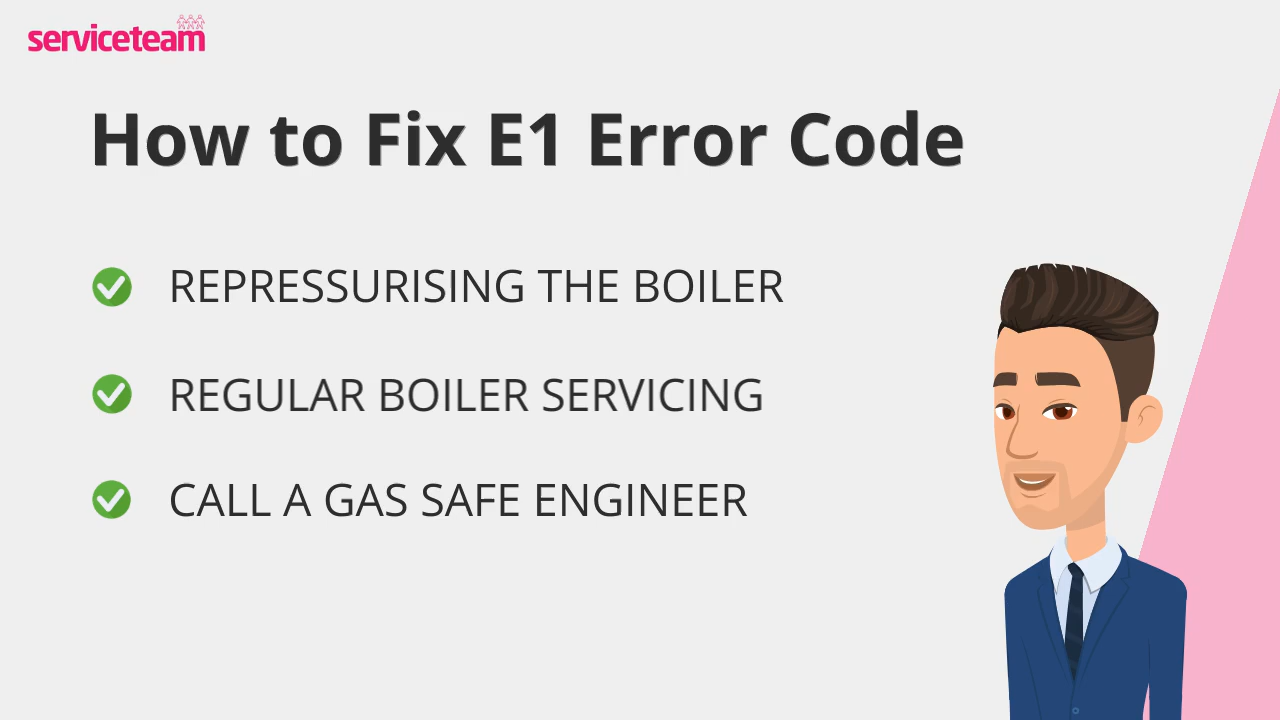 serviceteam
How to Fix E1 Error Code
REPRESSURISING THE BOILER
REGULAR BOILER SERVICING
CALL A GAS SAFE ENGINEER